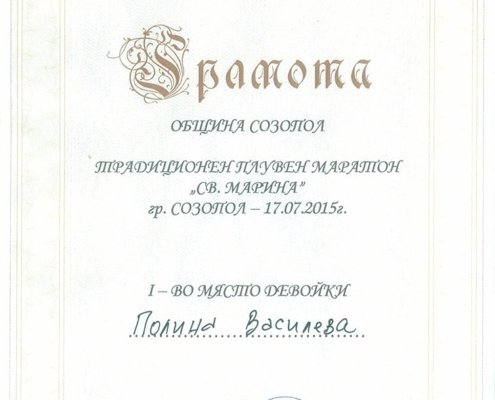 Грамота
ОБЩИНА СОЗОПОЛ
ТРАДИЦИОНЕН ПЛУВЕН МАРАТОН
„СВ. МАРИНА”
гр. СОЗОПОЛ – 17.07.2015г.
I – ВО МЯСТО ДЕВОЙКИ
Полина Василева